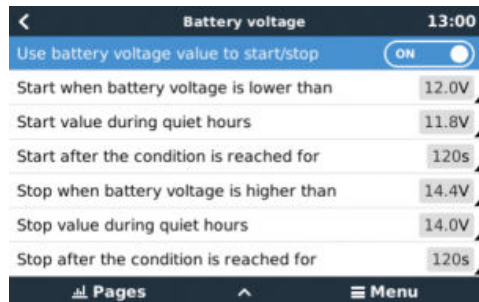 Battery voltage 13:00
Use battery voltage value to start/stop ON
Start when battery voltage is lower than 12.0V
Start value during quiet hours 11.8V
Start after the condition is reached for 120s
Stop when battery voltage is higher than 14.4V
Stop value during quiet hours 14.0V
Stop after the condition is reached for 120s
Pages Menu